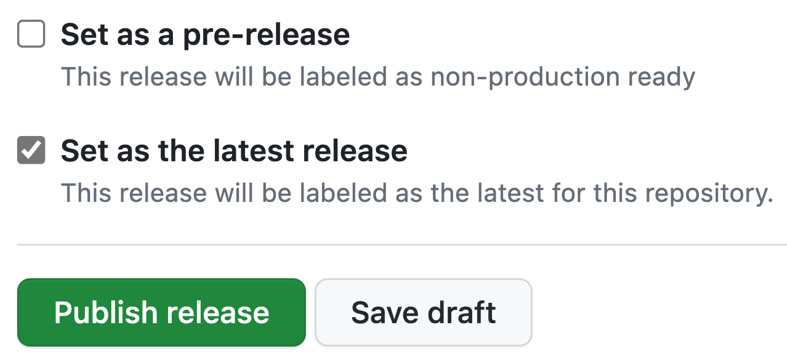 Set as a pre-release
This release will be labeled as non-production ready
Set as the latest release
This release will be labeled as the latest for this repository.
Publish release
Save draft